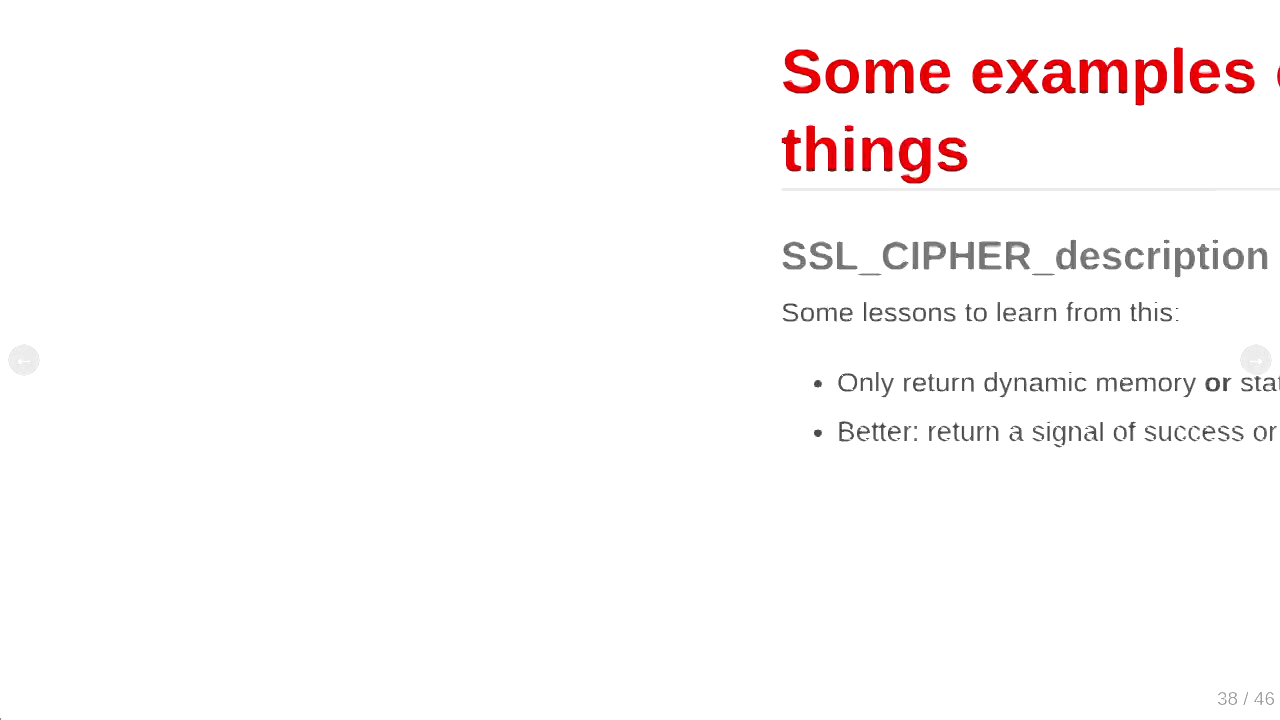 Some examples
things
SSL_CIPHER_description
Some lessons to learn from this:
• Only return dynamic memory or
• Better: return a signal of success or
←
→
38 / 46